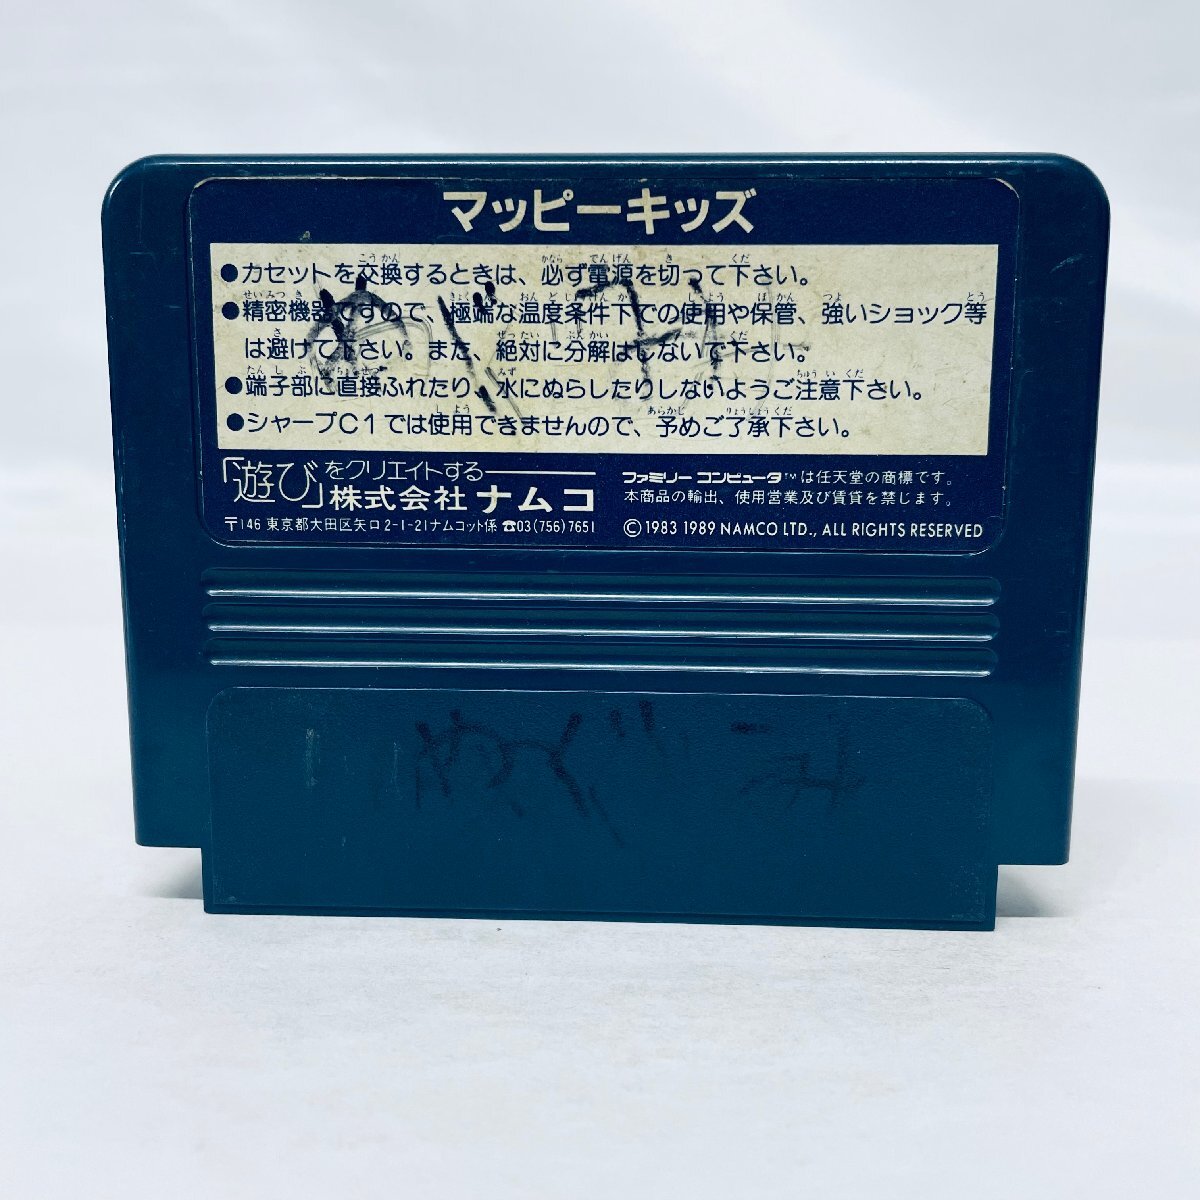 マッピーキッズ
●カセットを交換するときは、必ず電源を切って下さい。
●精密機器ですので、極端な温度条件下での使用や保管、強いショック等
は避けて下さい。また、絶対に分解はしないで下さい。
●端子部に直接ふれたり、水にぬらしたりしないようご注意下さい。
●シャープC1では使用できませんので、予めご了承下さい。
「遊び」をクリエイトする
株式会社ナムコ
〒146 東京都大田区矢口2-1-21ナムコット係 ☎03(756)7651
ファミリーコンピュータ™は任天堂の商標です。
本商品の輸出、使用営業及び賃貸を禁じます。
©1983 1989 NAMCO LTD., ALL RIGHTS RESERVED
めぐみ
めぐみ